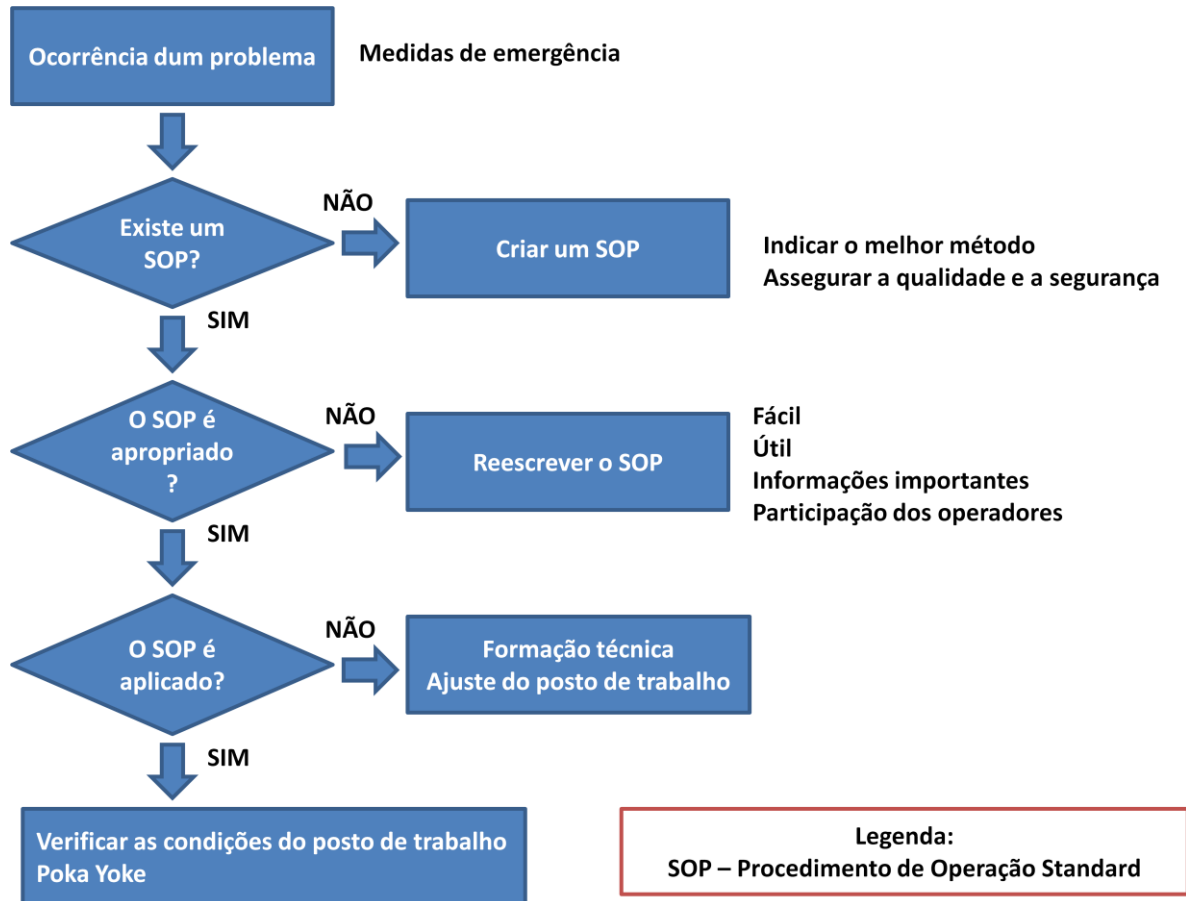 Ocorrência dum problema
Medidas de emergência
Existe um
SOP?
NÃO
Criar um SOP
Indicar o melhor método
Assegurar a qualidade e a segurança
SIM
O SOP é
apropriado
?
NÃO
Reescrever o SOP
Fácil
Útil
Informações importantes
Participação dos operadores
SIM
O SOP é
aplicado?
NÃO
Formação técnica
Ajuste do posto de trabalho
SIM
Verificar as condições do posto de trabalho
Poka Yoke
Legenda:
SOP – Procedimento de Operação Standard